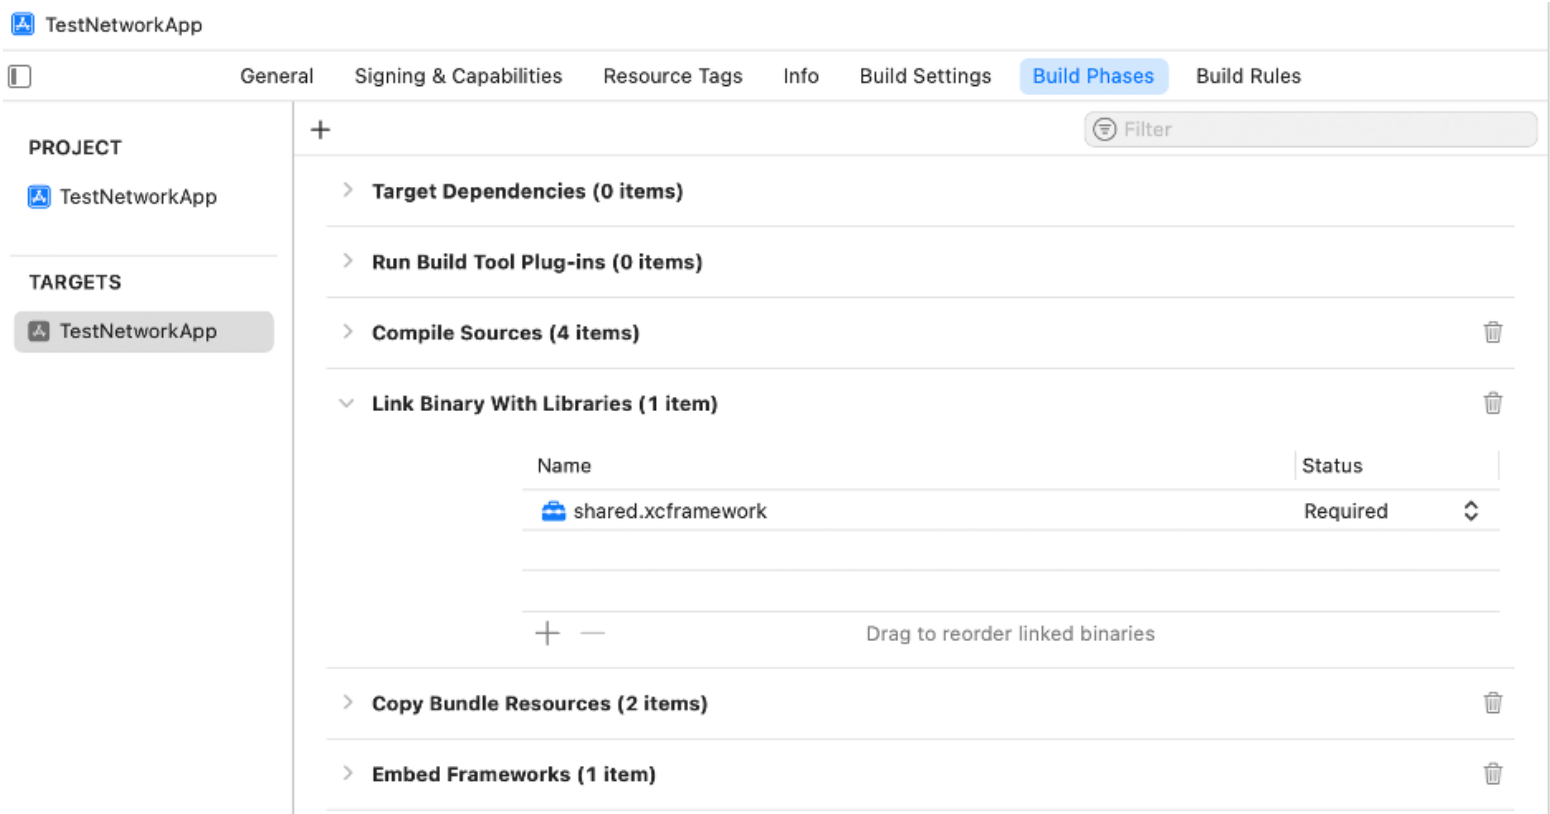 TestNetworkApp
General Signing & Capabilities Resource Tags Info Build Settings Build Phases Build Rules
Filter
PROJECT
TestNetworkApp
TARGETS
TestNetworkApp
Target Dependencies (0 items)
Run Build Tool Plug-ins (0 items)
Compile Sources (4 items)
Link Binary With Libraries (1 item)
Name Status
shared.xcframework Required
Drag to reorder linked binaries
Copy Bundle Resources (2 items)
Embed Frameworks (1 item)